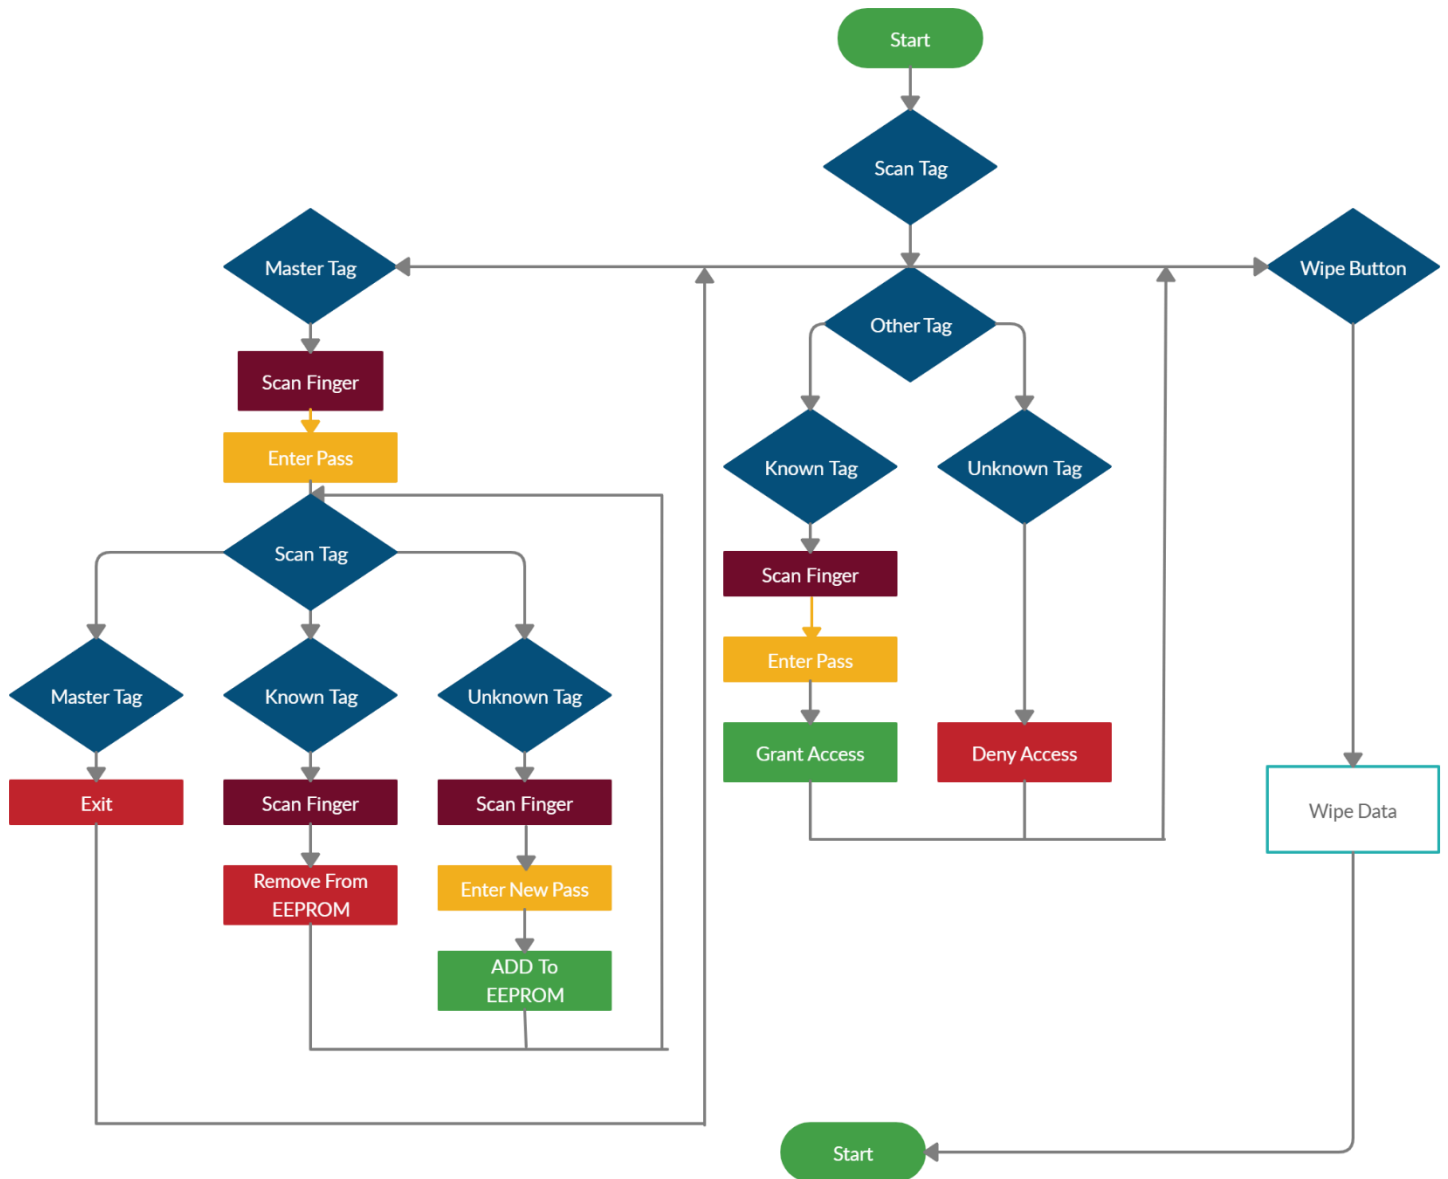 Start
Scan Tag
Master Tag
Wipe Button
Other Tag
Scan Finger
Enter Pass
Known Tag
Unknown Tag
Scan Tag
Scan Finger
Enter Pass
Master Tag
Known Tag
Unknown Tag
Grant Access
Deny Access
Exit
Scan Finger
Scan Finger
Wipe Data
Remove From
EEPROM
Enter New Pass
ADD To
EEPROM
Start